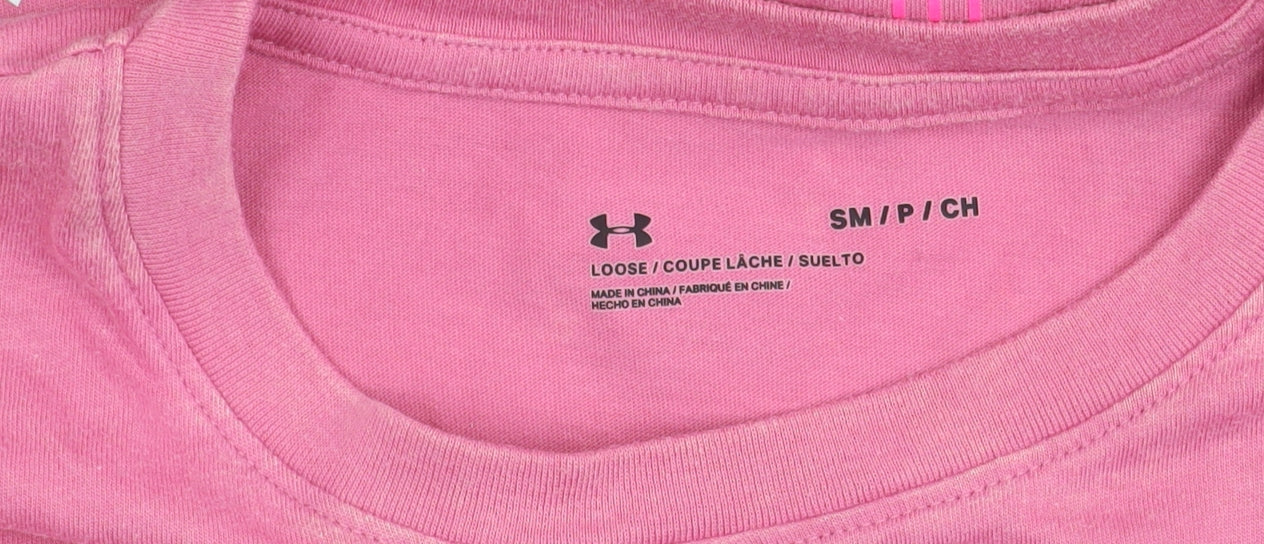 SM / P / CH
LOOSE / COUPE LÂCHE / SUELTO
MADE IN CHINA / FABRIQUÉ EN CHINE /
HECHO EN CHINA